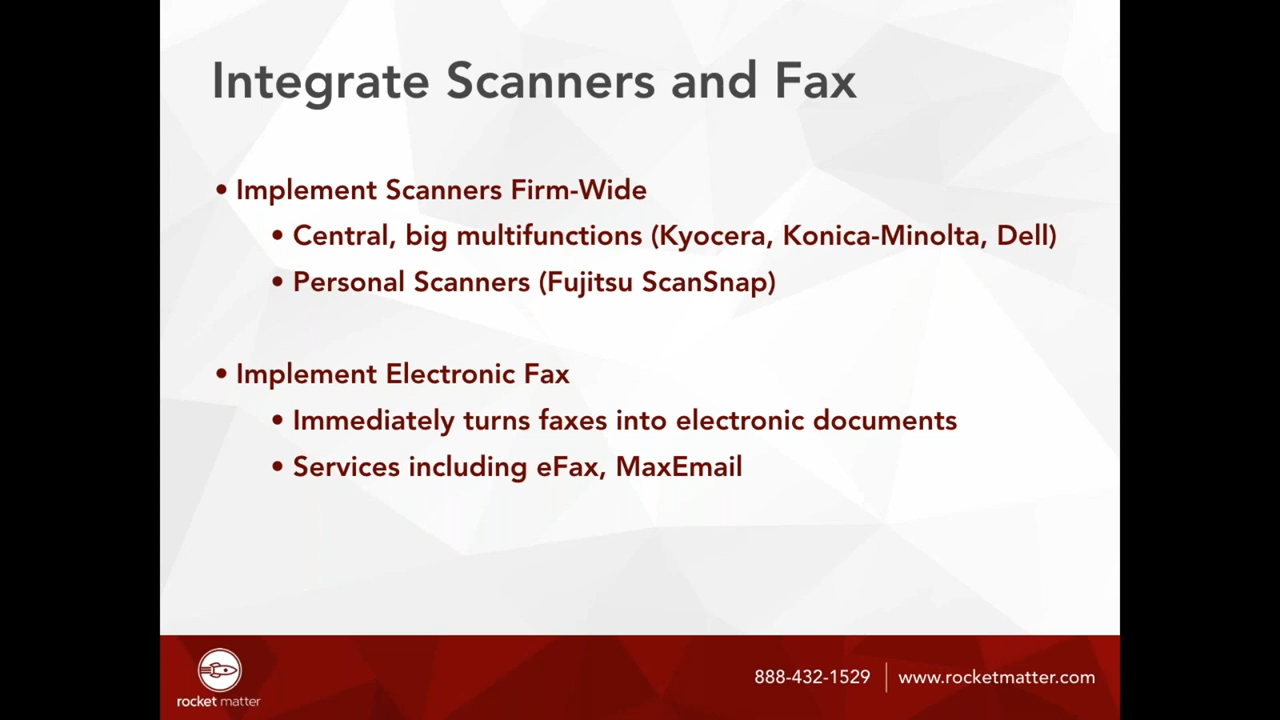 Integrate Scanners and Fax
• Implement Scanners Firm-Wide
• Central, big multifunctions (Kyocera, Konica-Minolta, Dell)
• Personal Scanners (Fujitsu ScanSnap)
• Implement Electronic Fax
• Immediately turns faxes into electronic documents
• Services including eFax, MaxEmail
rocket matter
888-432-1529 | www.rocketmatter.com